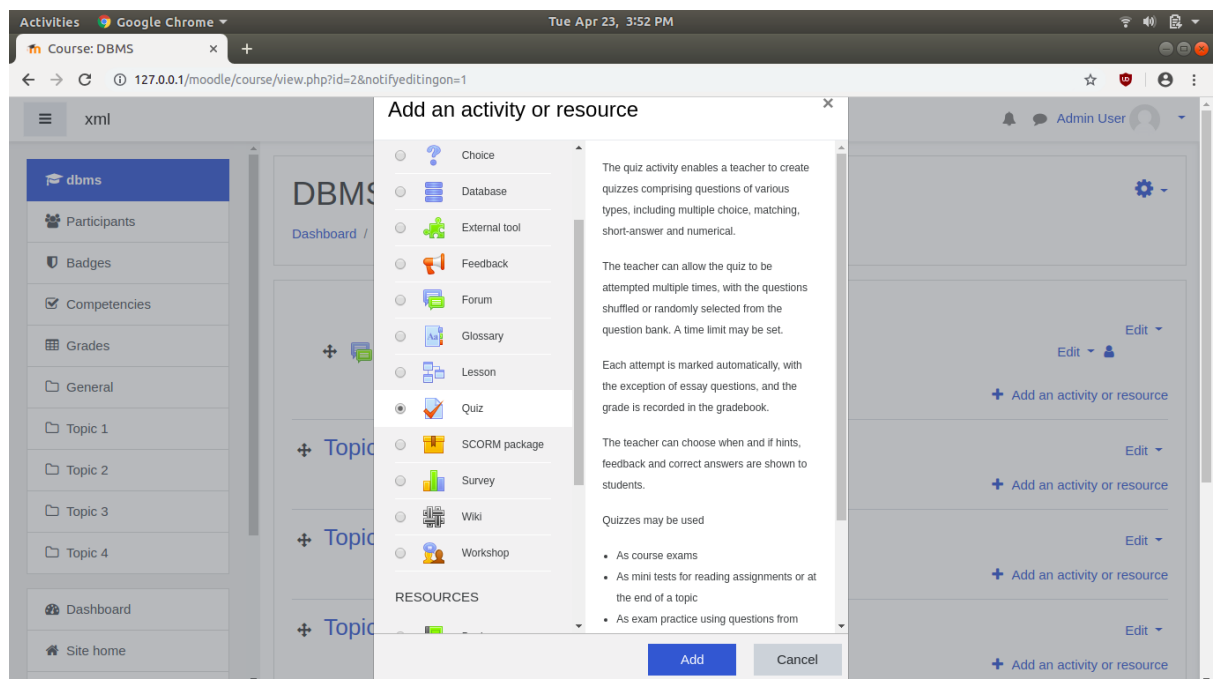 Activities Google Chrome Tue Apr 23, 3:52 PM
Course: DBMS
127.0.0.1/moodle/course/view.php?id=2&notifyeditingon=1
xml
Admin User
dbms
Participants
Badges
Competencies
Grades
General
Topic 1
Topic 2
Topic 3
Topic 4
Dashboard
Site home
DBMS
Dashboard /
Edit
Edit
+ Add an activity or resource
Topic
Edit
+ Add an activity or resource
Topic
Edit
+ Add an activity or resource
Topic
Edit
+ Add an activity or resource
Add an activity or resource
Choice
Database
External tool
Feedback
Forum
Glossary
Lesson
Quiz
SCORM package
Survey
Wiki
Workshop
RESOURCES
The quiz activity enables a teacher to create
quizzes comprising questions of various
types, including multiple choice, matching,
short-answer and numerical.
The teacher can allow the quiz to be
attempted multiple times, with the questions
shuffled or randomly selected from the
question bank. A time limit may be set.
Each attempt is marked automatically, with
the exception of essay questions, and the
grade is recorded in the gradebook.
The teacher can choose when and if hints,
feedback and correct answers are shown to
students.
Quizzes may be used
• As course exams
• As mini tests for reading assignments or at
the end of a topic
• As exam practice using questions from
Add
Cancel